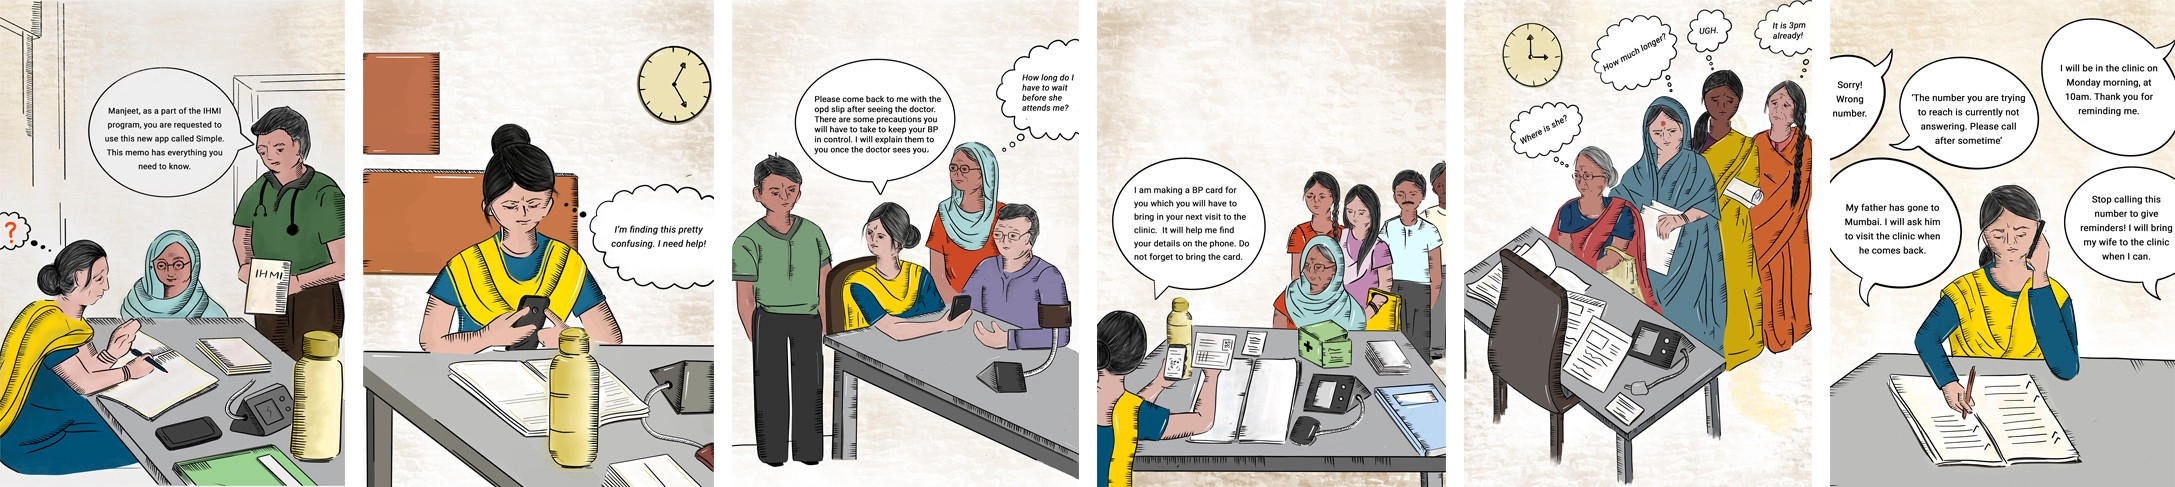 Manjeet, as a part of the IHMI
program, you are requested to
use this new app called Simple.
This memo has everything you
need to know.
?
IHMI
I'm finding this pretty
confusing. I need help!
Please come back to me with the
opd slip after seeing the doctor.
There are some precautions you
will have to take to keep your BP
in control. I will explain them to
you once the doctor sees you.
How long do I
have to wait
before she
attends me?
I am making a BP card for
you which you will have to
bring in your next visit to the
clinic. It will help me find
your details on the phone. Do
not forget to bring the card.
Where is she?
How much longer?
UGH.
It is 3pm
already!
Sorry!
Wrong
number.
'The number you are trying
to reach is currently not
answering. Please call
after sometime'
I will be in the clinic on
Monday morning, at
10am. Thank you for
reminding me.
My father has gone to
Mumbai. I will ask him
to visit the clinic when
he comes back.
Stop calling this
number to give
reminders! I will bring
my wife to the clinic
when I can.